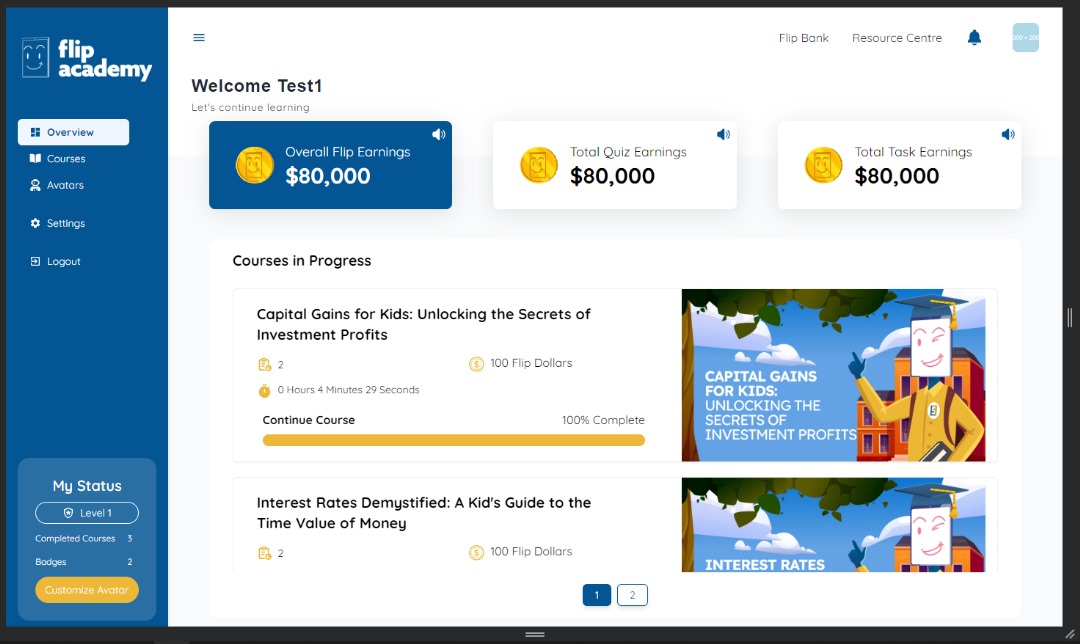 flip
academy
Overview
Courses
Avatars
Settings
Logout
My Status
Level 1
Completed Courses 3
Badges 2
Customize Avatar
Flip Bank Resource Centre
Welcome Test1
Let's continue learning
Overall Flip Earnings
$80,000
Total Quiz Earnings
$80,000
Total Task Earnings
$80,000
Courses in Progress
Capital Gains for Kids: Unlocking the Secrets of
Investment Profits
2
100 Flip Dollars
0 Hours 4 Minutes 29 Seconds
Continue Course 100% Complete
CAPITAL GAINS
FOR KIDS:
UNLOCKING THE
SECRETS OF
INVESTMENT PROFITS
Interest Rates Demystified: A Kid's Guide to the
Time Value of Money
2
100 Flip Dollars
INTEREST RATES
1 2